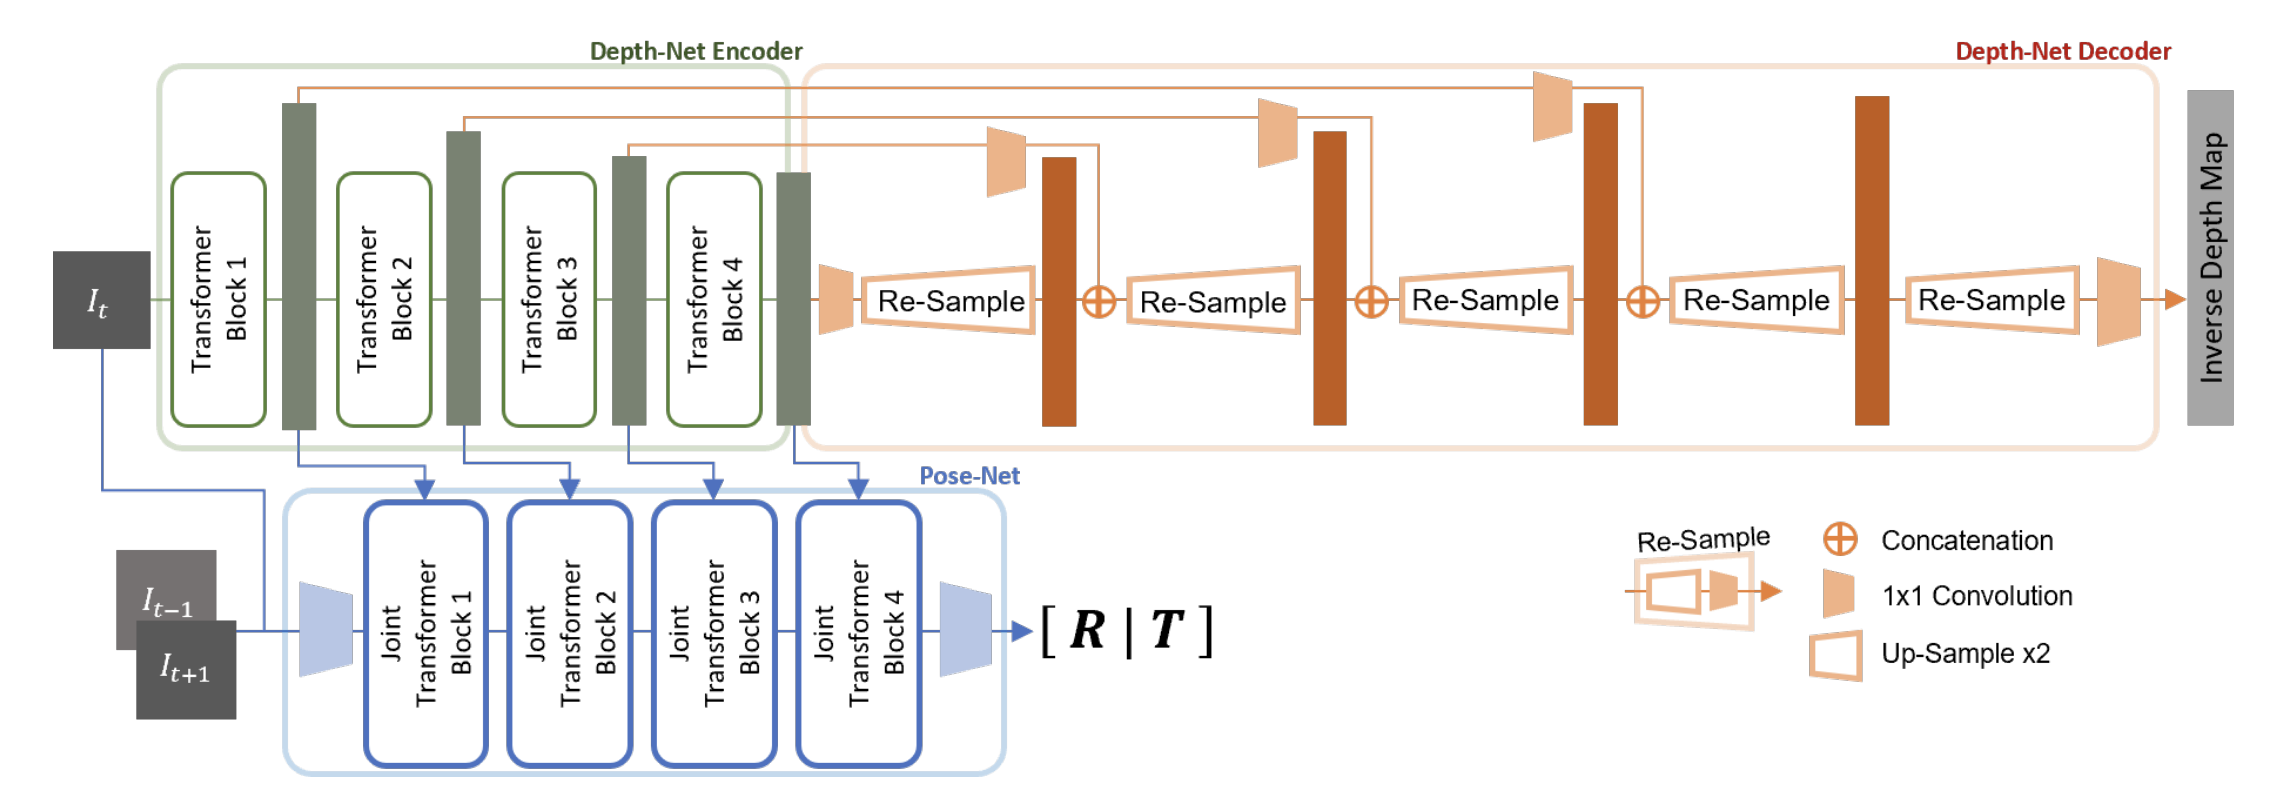 Depth-Net Encoder
Depth-Net Decoder
I_t
Transformer
Block 1
Transformer
Block 2
Transformer
Block 3
Transformer
Block 4
Re-Sample
Re-Sample
Re-Sample
Re-Sample
Re-Sample
Inverse Depth Map
Pose-Net
I_{t-1}
I_{t+1}
Joint
Transformer
Block 1
Joint
Transformer
Block 2
Joint
Transformer
Block 3
Joint
Transformer
Block 4
[ R | T ]
Re-Sample
Concatenation
1x1 Convolution
Up-Sample x2